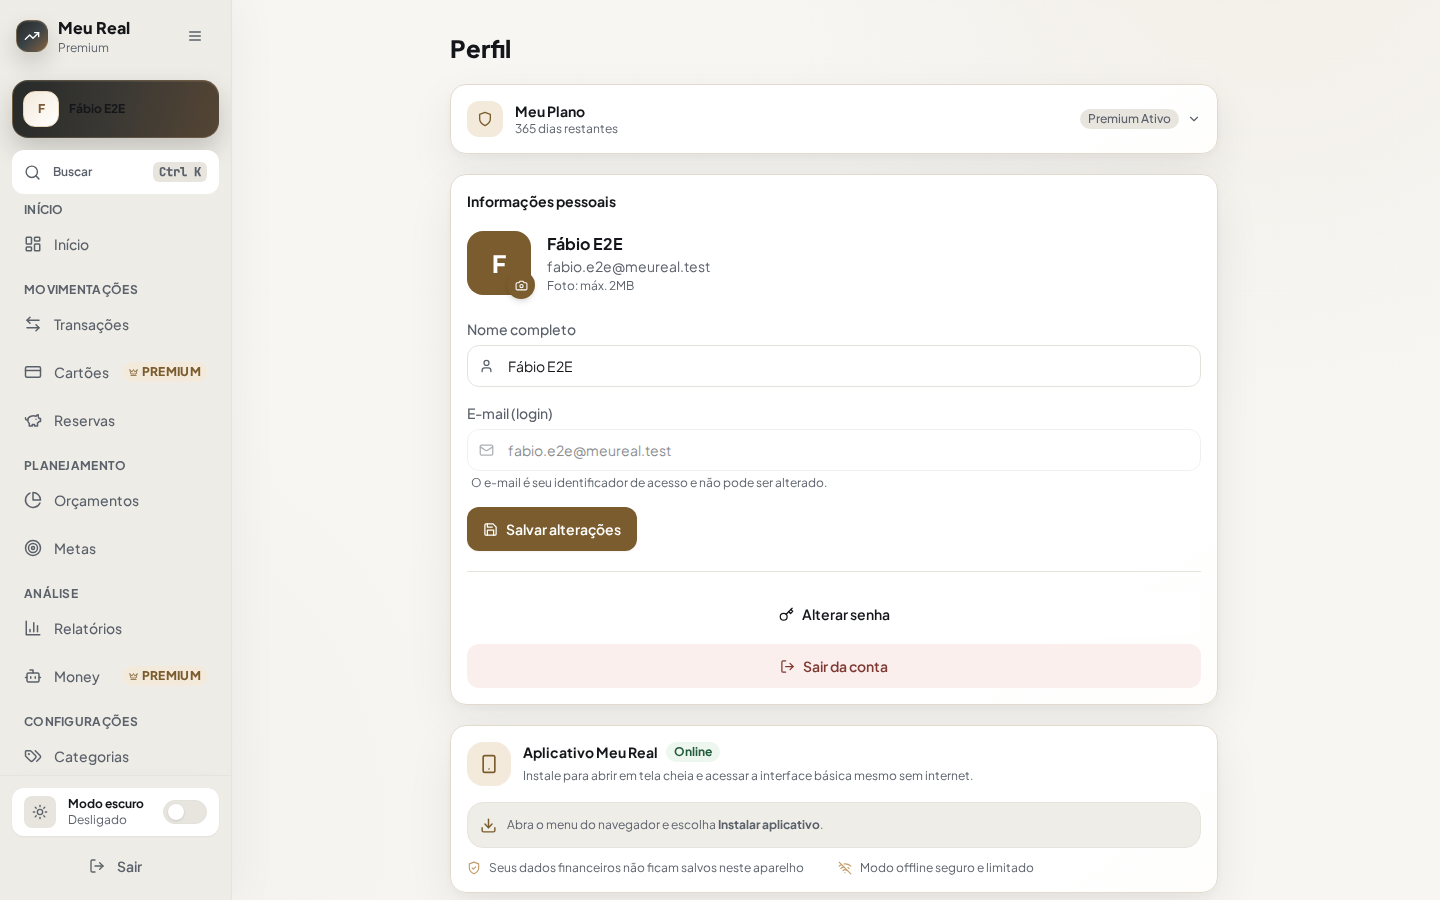 Meu Real
Premium
F
Fábio E2E
Buscar
Ctrl K
INÍCIO
Início
MOVIMENTAÇÕES
Transações
Cartões
PREMIUM
Reservas
PLANEJAMENTO
Orçamentos
Metas
ANÁLISE
Relatórios
Money
PREMIUM
CONFIGURAÇÕES
Categorias
Modo escuro
Desligado
Sair
Perfil
Meu Plano
365 dias restantes
Premium Ativo
Informações pessoais
F
Fábio E2E
fabio.e2e@meureal.test
Foto: máx. 2MB
Nome completo
Fábio E2E
E-mail (login)
fabio.e2e@meureal.test
O e-mail é seu identificador de acesso e não pode ser alterado.
Salvar alterações
Alterar senha
Sair da conta
Aplicativo Meu Real
Online
Instale para abrir em tela cheia e acessar a interface básica mesmo sem internet.
Abra o menu do navegador e escolha Instalar aplicativo.
Seus dados financeiros não ficam salvos neste aparelho
Modo offline seguro e limitado